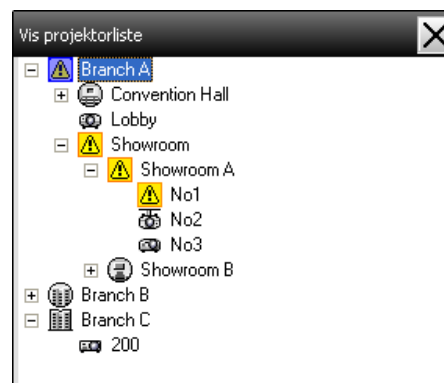 Vis projektorliste
Branch A
Convention Hall
Lobby
Showroom
Showroom A
No1
No2
No3
Showroom B
Branch B
Branch C
200